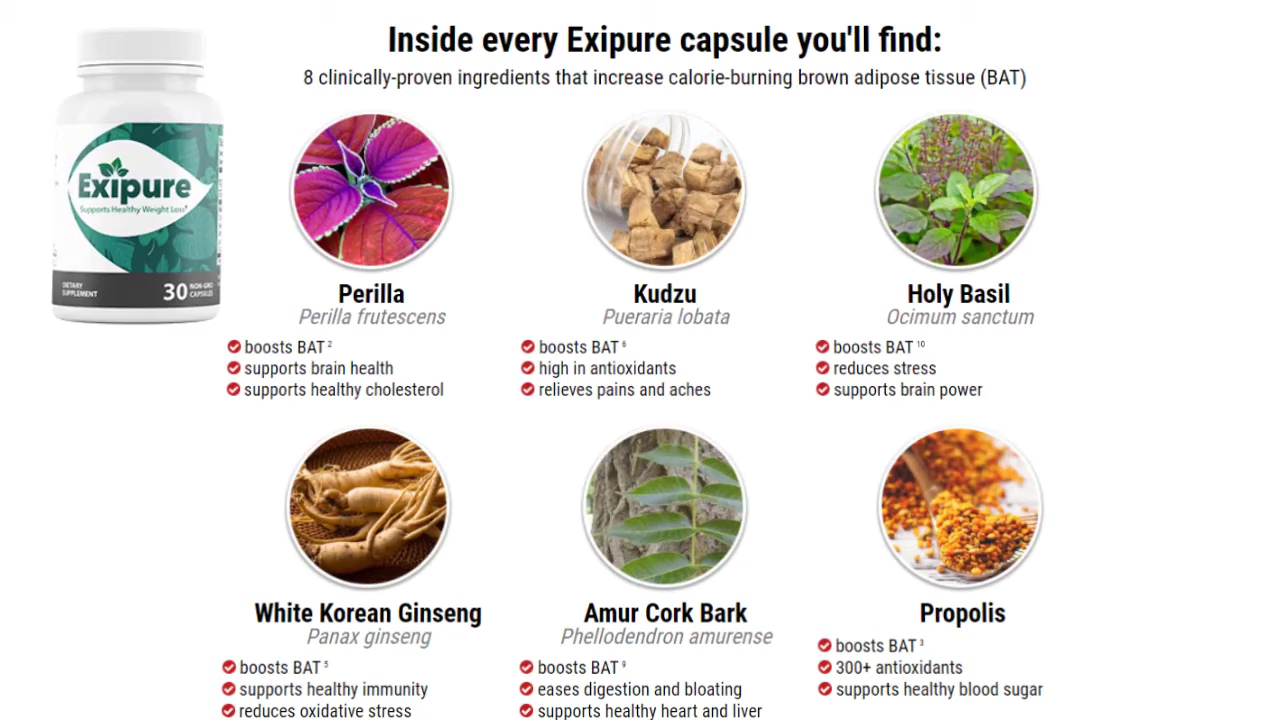 Inside every Exipure capsule you'll find:
8 clinically-proven ingredients that increase calorie-burning brown adipose tissue (BAT)
Exipure
Supports Healthy Weight Loss*
DIETARY
SUPPLEMENT
30 NON-GMO
CAPSULES
Perilla
Perilla frutescens
boosts BAT 2
supports brain health
supports healthy cholesterol
Kudzu
Pueraria lobata
boosts BAT 6
high in antioxidants
relieves pains and aches
Holy Basil
Ocimum sanctum
boosts BAT 10
reduces stress
supports brain power
White Korean Ginseng
Panax ginseng
boosts BAT 5
supports healthy immunity
reduces oxidative stress
Amur Cork Bark
Phellodendron amurense
boosts BAT 9
eases digestion and bloating
supports healthy heart and liver
Propolis
boosts BAT 3
300+ antioxidants
supports healthy blood sugar